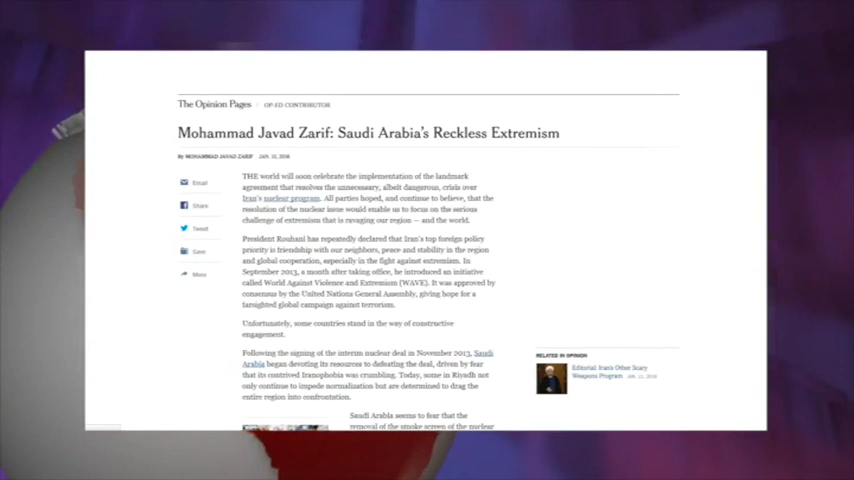 The Opinion Pages | OP-ED CONTRIBUTOR
Mohammad Javad Zarif: Saudi Arabia's Reckless Extremism
By MOHAMMAD JAVAD ZARIF JAN. 10, 2016
Email
Share
Tweet
Save
More
THE world will soon celebrate the implementation of the landmark
agreement that resolves the unnecessary, albeit dangerous, crisis over
Iran's nuclear program. All parties hoped, and continue to believe, that the
resolution of the nuclear issue would enable us to focus on the serious
challenge of extremism that is ravaging our region — and the world.
President Rouhani has repeatedly declared that Iran's top foreign policy
priority is friendship with our neighbors, peace and stability in the region
and global cooperation, especially in the fight against extremism. In
September 2013, a month after taking office, he introduced an initiative
called World Against Violence and Extremism (WAVE). It was approved by
consensus by the United Nations General Assembly, giving hope for a
farsighted global campaign against terrorism.
Unfortunately, some countries stand in the way of constructive
engagement.
Following the signing of the interim nuclear deal in November 2013, Saudi
Arabia began devoting its resources to defeating the deal, driven by fear
that its contrived Iranophobia was crumbling. Today, some in Riyadh not
only continue to impede normalization but are determined to drag the
entire region into confrontation.
Saudi Arabia seems to fear that the
removal of the smoke screen of the nuclear
RELATED IN OPINION
Editorial: Iran's Other Scary
Weapons Program JAN. 11, 2016